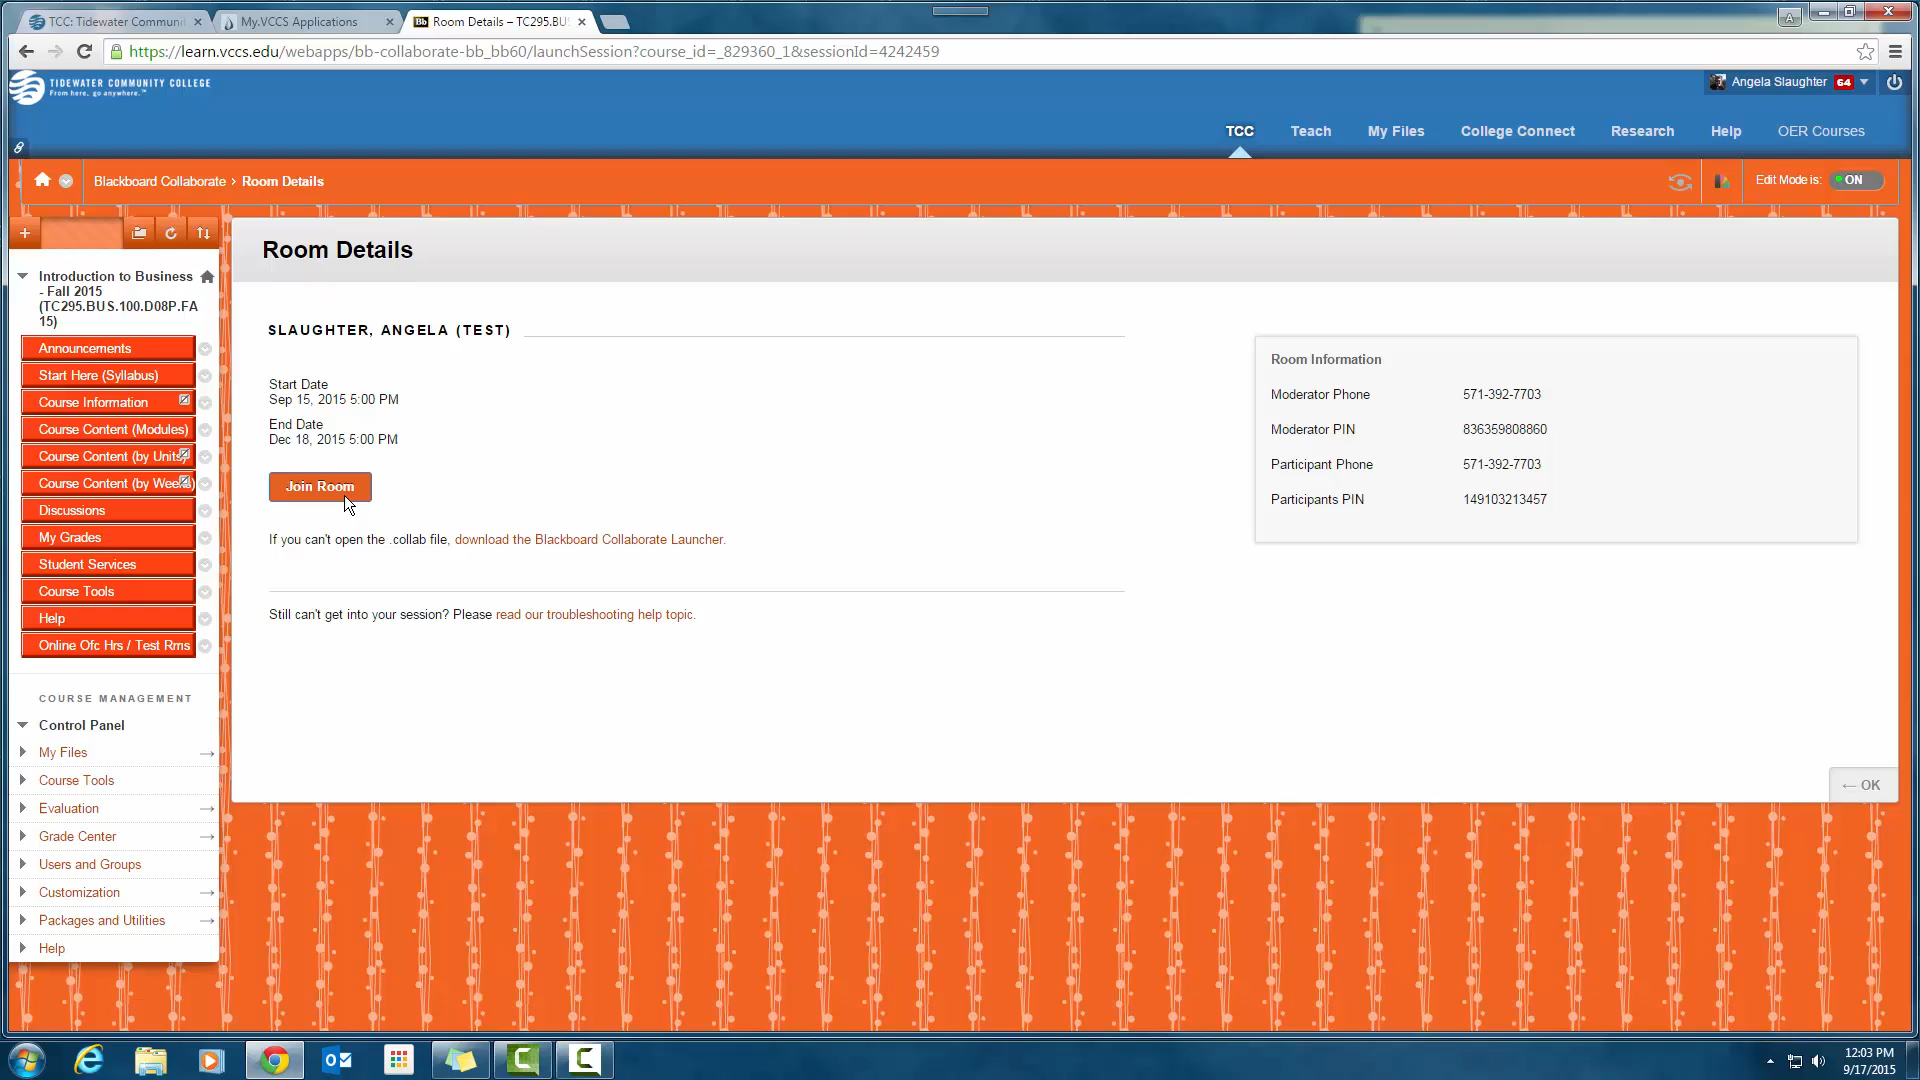 TCC: Tidewater Communi
My.VCCS Applications
Bb Room Details – TC295.BUS
https://learn.vccs.edu/webapps/bb-collaborate-bb_bb60/launchSession?course_id=_829360_1&sessionId=4242459
TIDEWATER COMMUNITY COLLEGE
From here, go anywhere.™
Angela Slaughter 64
TCC
Teach
My Files
College Connect
Research
Help
OER Courses
Blackboard Collaborate › Room Details
Edit Mode is: ON
Introduction to Business
- Fall 2015
(TC295.BUS.100.D08P.FA
15)
Announcements
Start Here (Syllabus)
Course Information
Course Content (Modules)
Course Content (by Units)
Course Content (by Weeks)
Discussions
My Grades
Student Services
Course Tools
Help
Online Ofc Hrs / Test Rms
COURSE MANAGEMENT
Control Panel
My Files
Course Tools
Evaluation
Grade Center
Users and Groups
Customization
Packages and Utilities
Help
Room Details
SLAUGHTER, ANGELA (TEST)
Start Date
Sep 15, 2015 5:00 PM
End Date
Dec 18, 2015 5:00 PM
Join Room
If you can't open the .collab file, download the Blackboard Collaborate Launcher.
Still can't get into your session? Please read our troubleshooting help topic.
Room Information
Moderator Phone 571-392-7703
Moderator PIN 836359808860
Participant Phone 571-392-7703
Participants PIN 149103213457
← OK
12:03 PM
9/17/2015